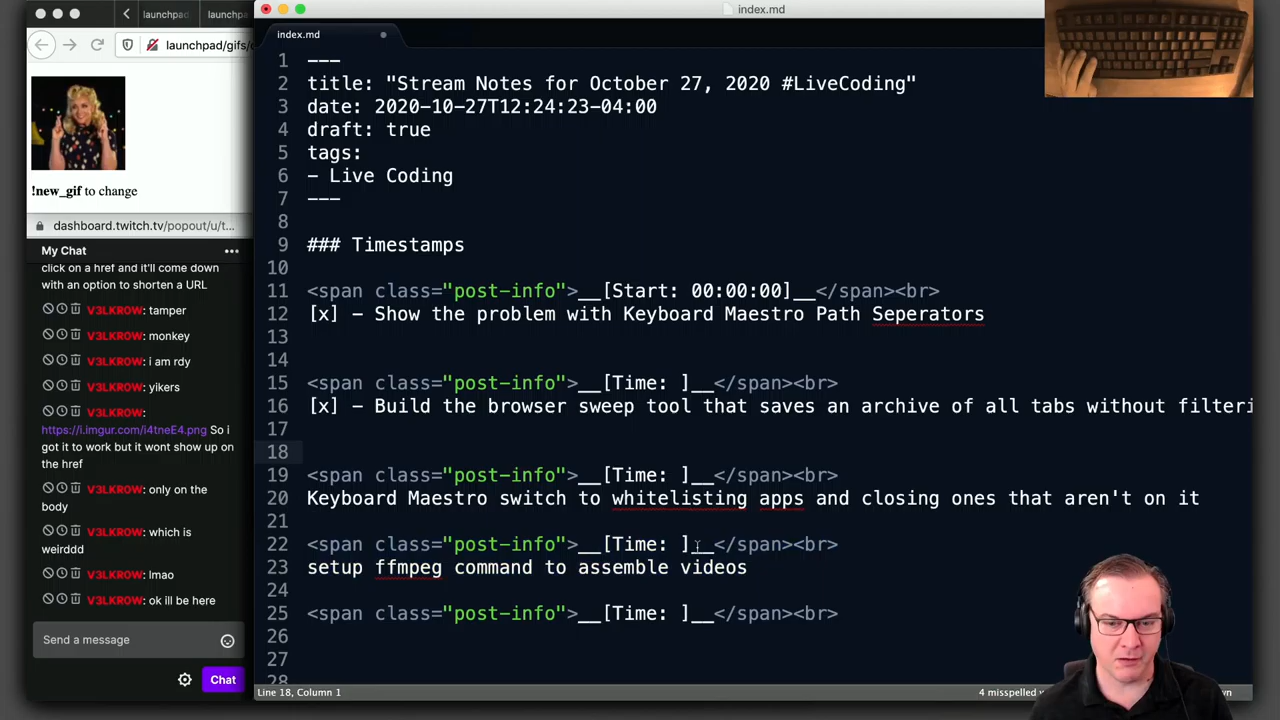 launchpad
launchpa
launchpad/gifs/
!new_gif to change
dashboard.twitch.tv/popout/u/t...
My Chat
click on a href and it'll come down
with an option to shorten a URL
V3LKR0W: tamper
V3LKR0W: monkey
V3LKR0W: i am rdy
V3LKR0W: yikers
V3LKR0W:
https://i.imgur.com/i4tneE4.png So i
got it to work but it wont show up on
the href
V3LKR0W: only on the
body
V3LKR0W: which is
weirddd
V3LKR0W: lmao
V3LKR0W: ok ill be here
Send a message
Chat
index.md
index.md
1 ---
2 title: "Stream Notes for October 27, 2020 #LiveCoding"
3 date: 2020-10-27T12:24:23-04:00
4 draft: true
5 tags:
6 - Live Coding
7 ---
8
9 ### Timestamps
10
11 <span class="post-info">__[Start: 00:00:00]__</span><br>
12 [x] - Show the problem with Keyboard Maestro Path Seperators
13
14
15 <span class="post-info">__[Time: ]__</span><br>
16 [x] - Build the browser sweep tool that saves an archive of all tabs without filteri
17
18
19 <span class="post-info">__[Time: ]__</span><br>
20 Keyboard Maestro switch to whitelisting apps and closing ones that aren't on it
21
22 <span class="post-info">__[Time: ]__</span><br>
23 setup ffmpeg command to assemble videos
24
25 <span class="post-info">__[Time: ]__</span><br>
26
27
28
Line 18, Column 1
4 misspelled